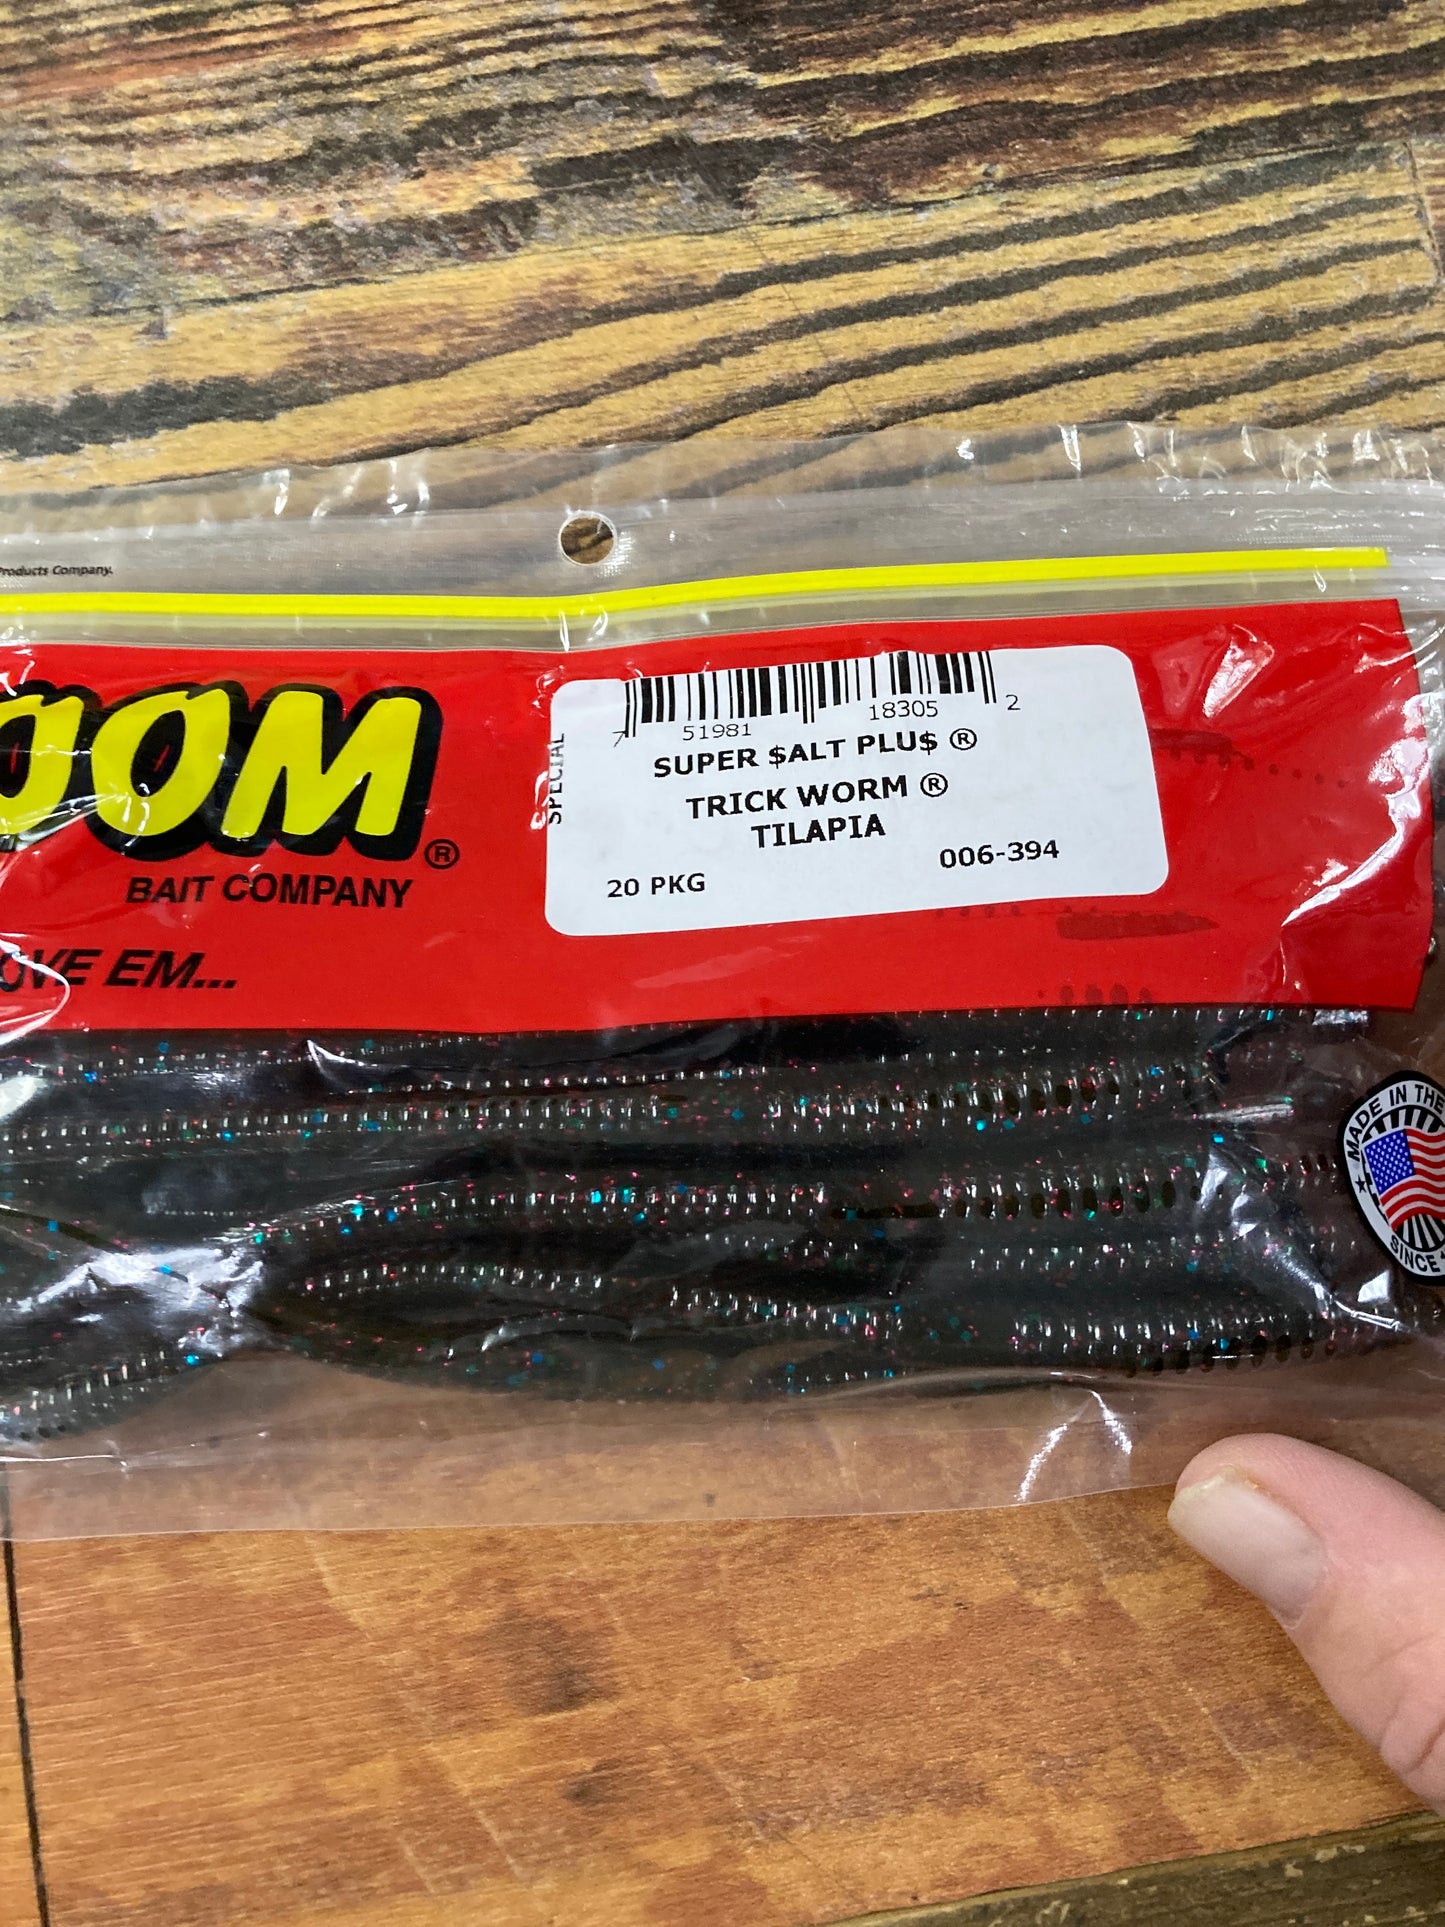 Products Company.
OOM®
BAIT COMPANY
OVE EM...
SPECIAL
7 51981 18305 2
SUPER $ALT PLU$ ®
TRICK WORM ®
TILAPIA
20 PKG 006-394
MADE IN THE
SINCE